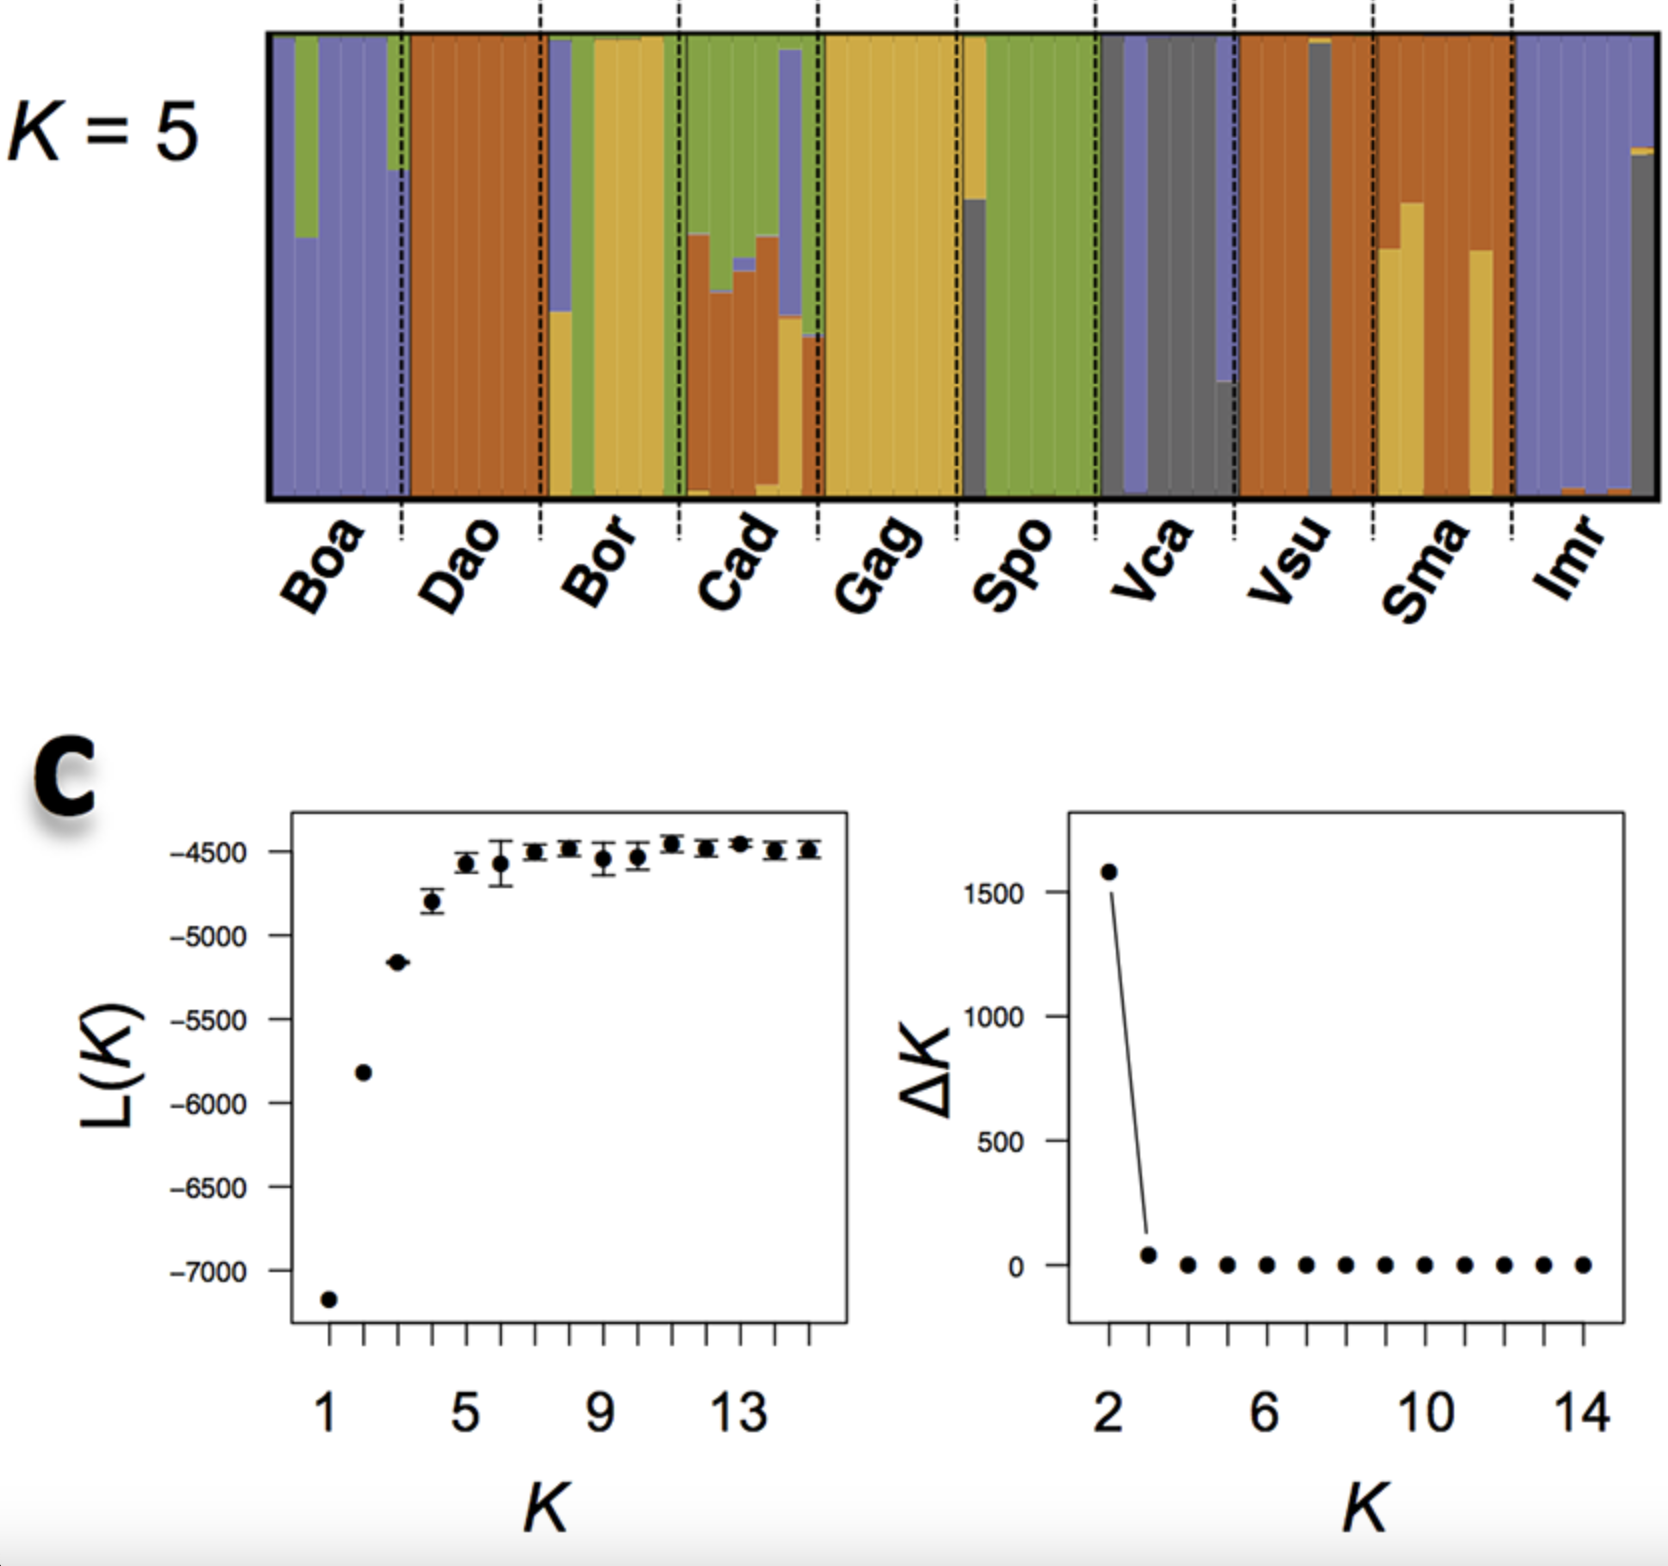 K = 5
Boa Dao Bor Cad Gag Spo Vca Vsu Sma Imr
c
L(K)
−4500
−5000
−5500
−6000
−6500
−7000
1 5 9 13
K
ΔK
1500
1000
500
0
2 6 10 14
K